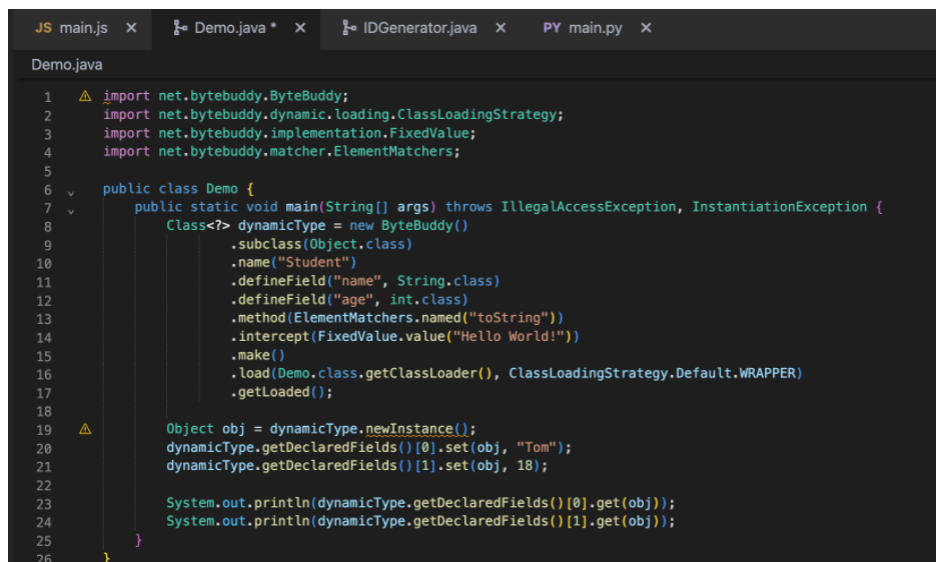 JS main.js ×  Demo.java * ×  IDGenerator.java ×  PY main.py ×
Demo.java
1 import net.bytebuddy.ByteBuddy;
2 import net.bytebuddy.dynamic.loading.ClassLoadingStrategy;
3 import net.bytebuddy.implementation.FixedValue;
4 import net.bytebuddy.matcher.ElementMatchers;
5
6 public class Demo {
7     public static void main(String[] args) throws IllegalAccessException, InstantiationException {
8         Class<?> dynamicType = new ByteBuddy()
9                 .subclass(Object.class)
10                 .name("Student")
11                 .defineField("name", String.class)
12                 .defineField("age", int.class)
13                 .method(ElementMatchers.named("toString"))
14                 .intercept(FixedValue.value("Hello World!"))
15                 .make()
16                 .load(Demo.class.getClassLoader(), ClassLoadingStrategy.Default.WRAPPER)
17                 .getLoaded();
18
19         Object obj = dynamicType.newInstance();
20         dynamicType.getDeclaredFields()[0].set(obj, "Tom");
21         dynamicType.getDeclaredFields()[1].set(obj, 18);
22
23         System.out.println(dynamicType.getDeclaredFields()[0].get(obj));
24         System.out.println(dynamicType.getDeclaredFields()[1].get(obj));
25     }
26 }